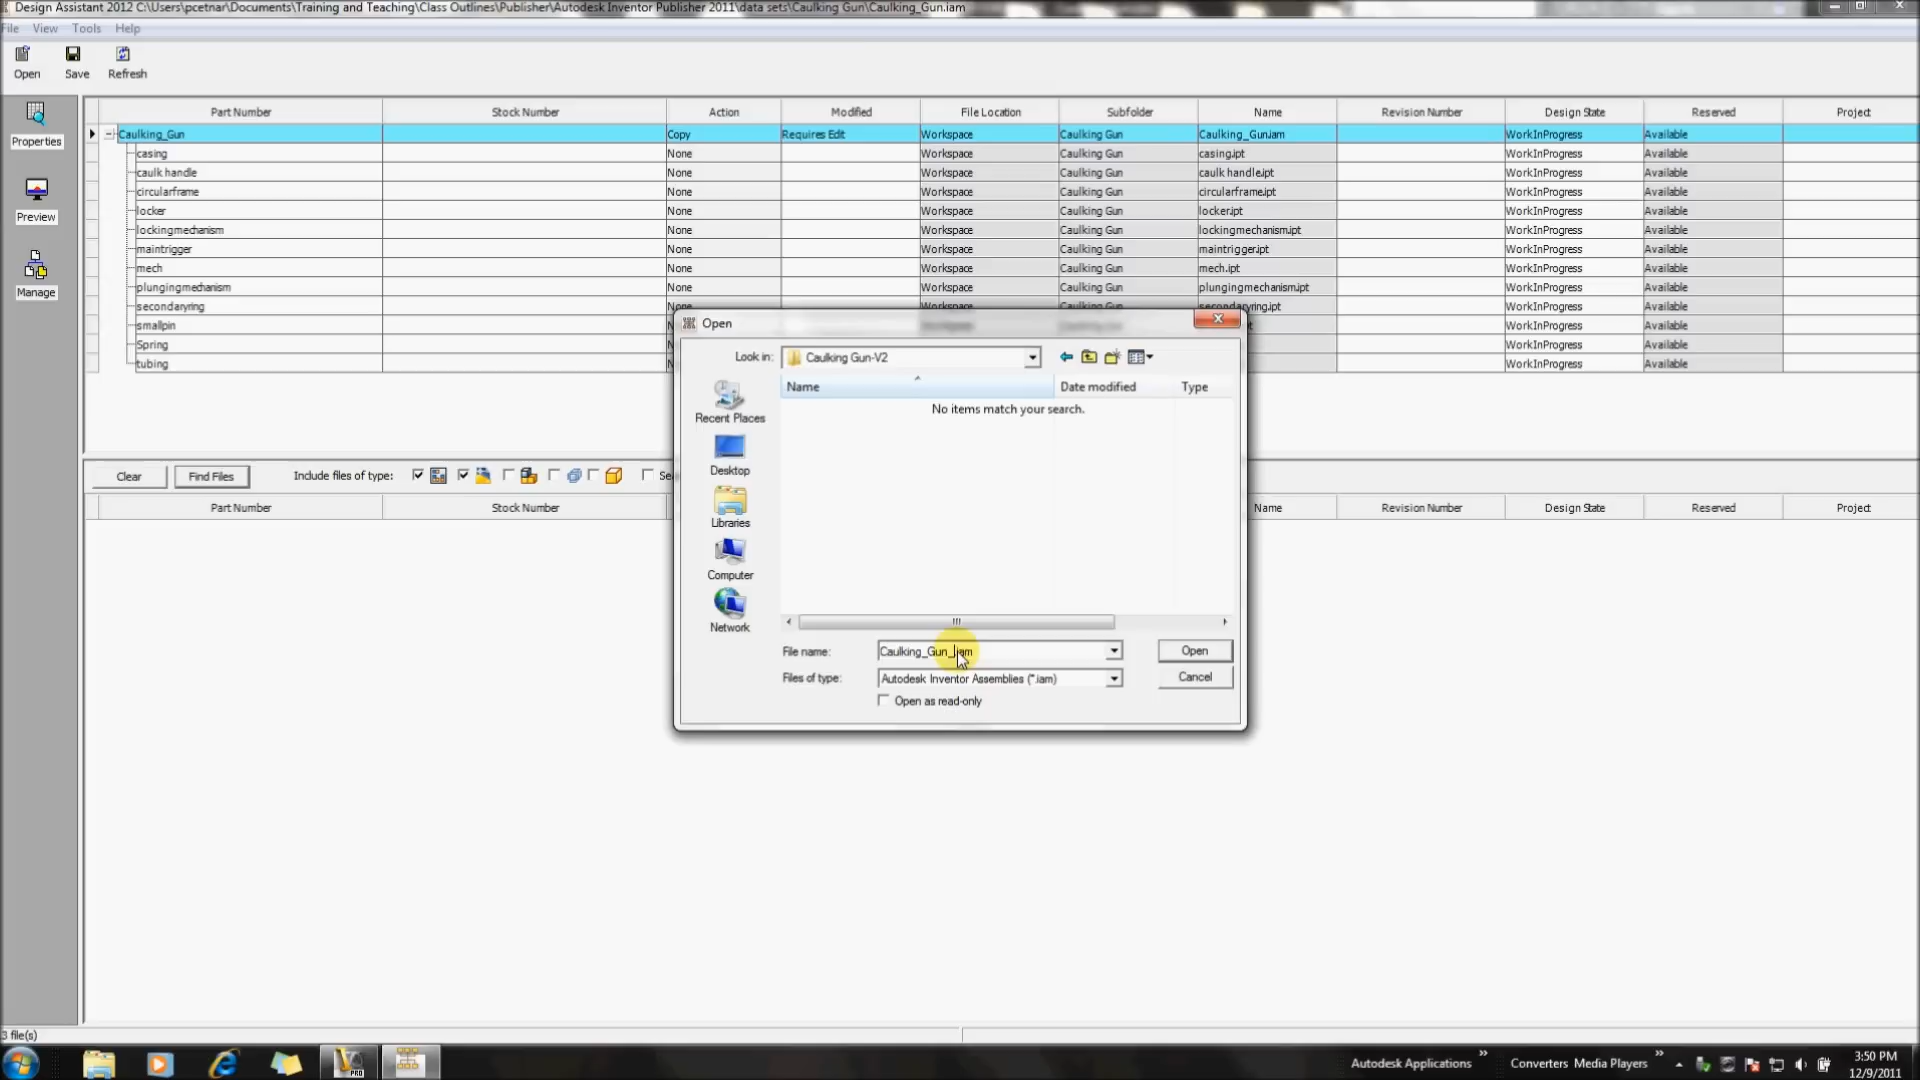 Design Assistant 2012 C:\Users\pcetnar\Documents\Training and Teaching\Class Outlines\Publisher\Autodesk Inventor Publisher 2011\data sets\Caulking Gun\Caulking_Gun.iam
File View Tools Help
Open Save Refresh
Part Number Stock Number Action Modified File Location Subfolder Name Revision Number Design State Reserved Project
Caulking_Gun Copy Requires Edit Workspace Caulking Gun Caulking_Gun.iam WorkInProgress Available
casing None Workspace Caulking Gun casing.ipt WorkInProgress Available
caulk handle None Workspace Caulking Gun caulk handle.ipt WorkInProgress Available
circularframe None Workspace Caulking Gun circularframe.ipt WorkInProgress Available
locker None Workspace Caulking Gun locker.ipt WorkInProgress Available
lockingmechanism None Workspace Caulking Gun lockingmechanism.ipt WorkInProgress Available
maintrigger None Workspace Caulking Gun maintrigger.ipt WorkInProgress Available
mech None Workspace Caulking Gun mech.ipt WorkInProgress Available
plungingmechanism None Workspace Caulking Gun plungingmechanism.ipt WorkInProgress Available
secondaryring None Workspace Caulking Gun secondaryring.ipt WorkInProgress Available
smallpin WorkInProgress Available
Spring WorkInProgress Available
tubing WorkInProgress Available
Properties
Preview
Manage
Open
Look in: Caulking Gun-V2
Name Date modified Type
No items match your search.
Recent Places
Desktop
Libraries
Computer
Network
File name: Caulking_Gun_.iam Open
Files of type: Autodesk Inventor Assemblies (*.iam) Cancel
Open as read-only
Clear Find Files Include files of type:
Part Number Stock Number Name Revision Number Design State Reserved Project
3 file(s)
PRO
Autodesk Applications Converters Media Players
3:50 PM
12/9/2011